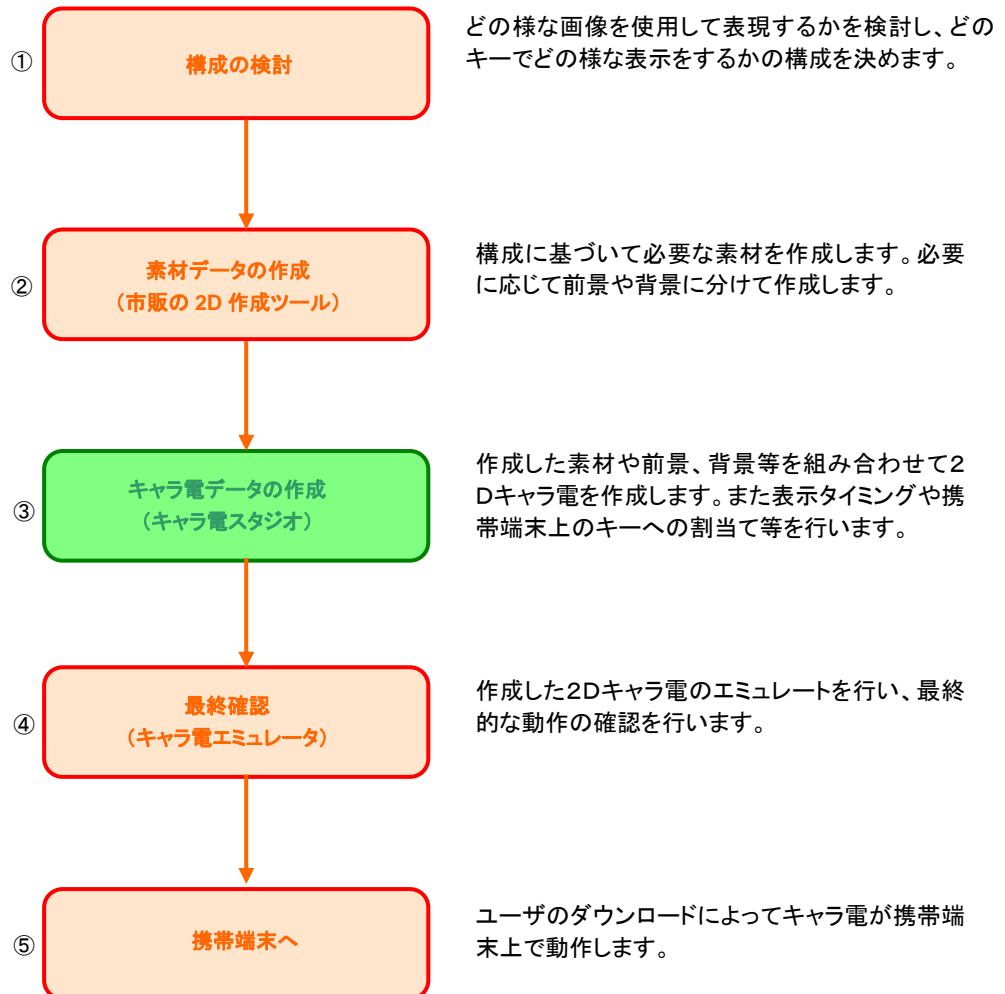 ①
構成の検討
どの様な画像を使用して表現するかを検討し、どの
キーでどの様な表示をするかの構成を決めます。
②
素材データの作成
（市販の 2D 作成ツール）
構成に基づいて必要な素材を作成します。必要
に応じて前景や背景に分けて作成します。
③
キャラ電データの作成
（キャラ電スタジオ）
作成した素材や前景、背景等を組み合わせて２
Ｄキャラ電を作成します。また表示タイミングや携
帯端末上のキーへの割当て等を行います。
④
最終確認
（キャラ電エミュレータ）
作成した２Ｄキャラ電のエミュレートを行い、最終
的な動作の確認を行います。
⑤
携帯端末へ
ユーザのダウンロードによってキャラ電が携帯端
末上で動作します。